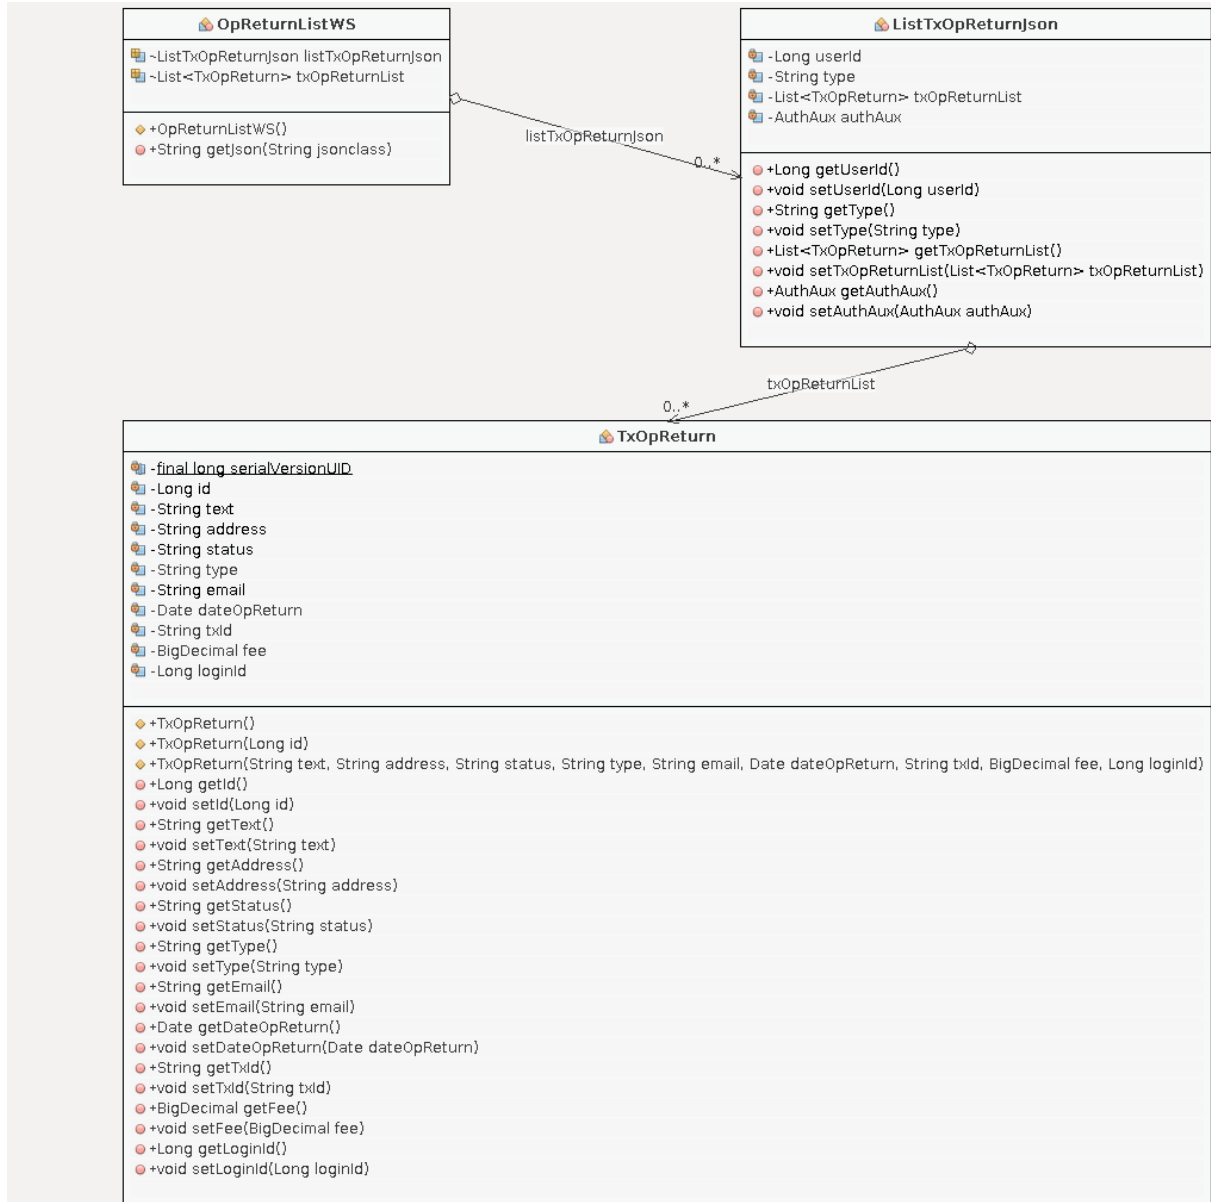 OpReturnListWS
~ListTxOpReturnJson listTxOpReturnJson
~List<TxOpReturn> txOpReturnList
+OpReturnListWS()
+String getJson(String jsonclass)
ListTxOpReturnJson
-Long userId
-String type
-List<TxOpReturn> txOpReturnList
-AuthAux authAux
+Long getUserId()
+void setUserId(Long userId)
+String getType()
+void setType(String type)
+List<TxOpReturn> getTxOpReturnList()
+void setTxOpReturnList(List<TxOpReturn> txOpReturnList)
+AuthAux getAuthAux()
+void setAuthAux(AuthAux authAux)
listTxOpReturnJson
0..*
txOpReturnList
0..*
TxOpReturn
-final long serialVersionUID
-Long id
-String text
-String address
-String status
-String type
-String email
-Date dateOpReturn
-String txId
-BigDecimal fee
-Long loginId
+TxOpReturn()
+TxOpReturn(Long id)
+TxOpReturn(String text, String address, String status, String type, String email, Date dateOpReturn, String txId, BigDecimal fee, Long loginId)
+Long getId()
+void setId(Long id)
+String getText()
+void setText(String text)
+String getAddress()
+void setAddress(String address)
+String getStatus()
+void setStatus(String status)
+String getType()
+void setType(String type)
+String getEmail()
+void setEmail(String email)
+Date getDateOpReturn()
+void setDateOpReturn(Date dateOpReturn)
+String getTxId()
+void setTxId(String txId)
+BigDecimal getFee()
+void setFee(BigDecimal fee)
+Long getLoginId()
+void setLoginId(Long loginId)